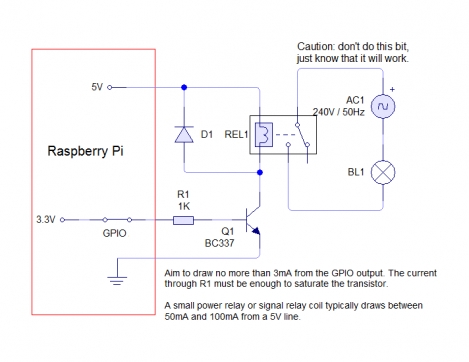 Caution: don't do this bit,
just know that it will work.
5V
AC1
240V / 50Hz
+
D1
REL1
Raspberry Pi
BL1
R1
1K
3.3V
GPIO
Q1
BC337
Aim to draw no more than 3mA from the GPIO output. The current
through R1 must be enough to saturate the transistor.
A small power relay or signal relay coil typically draws between
50mA and 100mA from a 5V line.